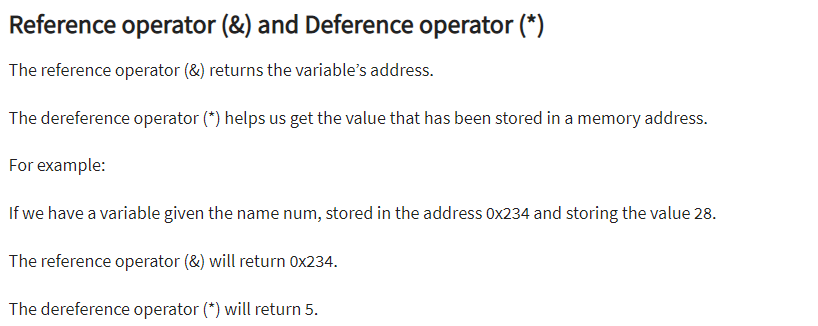 Reference operator (&) and Deference operator (*)
The reference operator (&) returns the variable’s address.
The dereference operator (*) helps us get the value that has been stored in a memory address.
For example:
If we have a variable given the name num, stored in the address 0x234 and storing the value 28.
The reference operator (&) will return 0x234.
The dereference operator (*) will return 5.